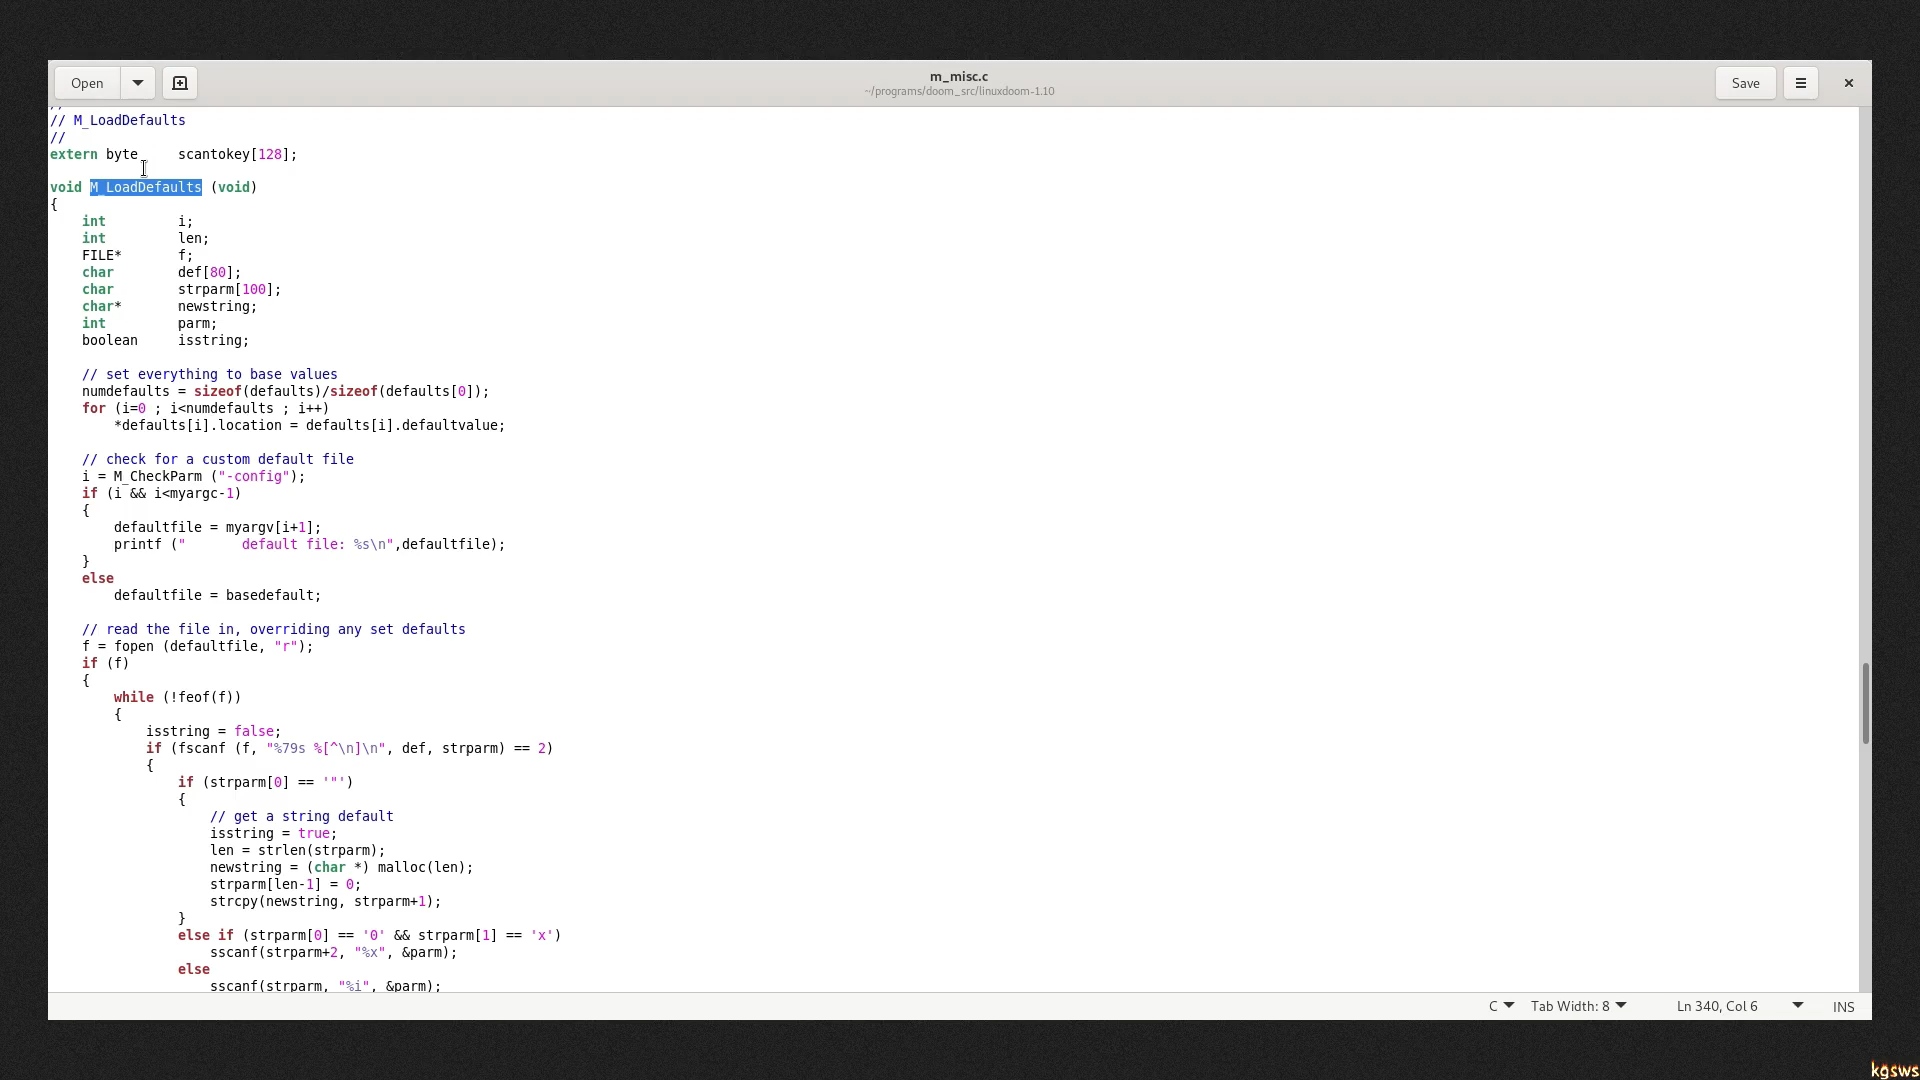 Open
m_misc.c
~/programs/doom_src/linuxdoom-1.10
Save
//
// M_LoadDefaults
//
extern byte     scantokey[128];
void M_LoadDefaults (void)
{
    int         i;
    int         len;
    FILE*       f;
    char        def[80];
    char        strparm[100];
    char*       newstring;
    int         parm;
    boolean     isstring;
    // set everything to base values
    numdefaults = sizeof(defaults)/sizeof(defaults[0]);
    for (i=0 ; i<numdefaults ; i++)
        *defaults[i].location = defaults[i].defaultvalue;
    // check for a custom default file
    i = M_CheckParm ("-config");
    if (i && i<myargc-1)
    {
        defaultfile = myargv[i+1];
        printf ("       default file: %s\n",defaultfile);
    }
    else
        defaultfile = basedefault;
    // read the file in, overriding any set defaults
    f = fopen (defaultfile, "r");
    if (f)
    {
        while (!feof(f))
        {
            isstring = false;
            if (fscanf (f, "%79s %[^\n]\n", def, strparm) == 2)
            {
                if (strparm[0] == '"')
                {
                    // get a string default
                    isstring = true;
                    len = strlen(strparm);
                    newstring = (char *) malloc(len);
                    strparm[len-1] = 0;
                    strcpy(newstring, strparm+1);
                }
                else if (strparm[0] == '0' && strparm[1] == 'x')
                    sscanf(strparm+2, "%x", &parm);
                else
                    sscanf(strparm, "%i", &parm);
C
Tab Width: 8
Ln 340, Col 6
INS
kgsws